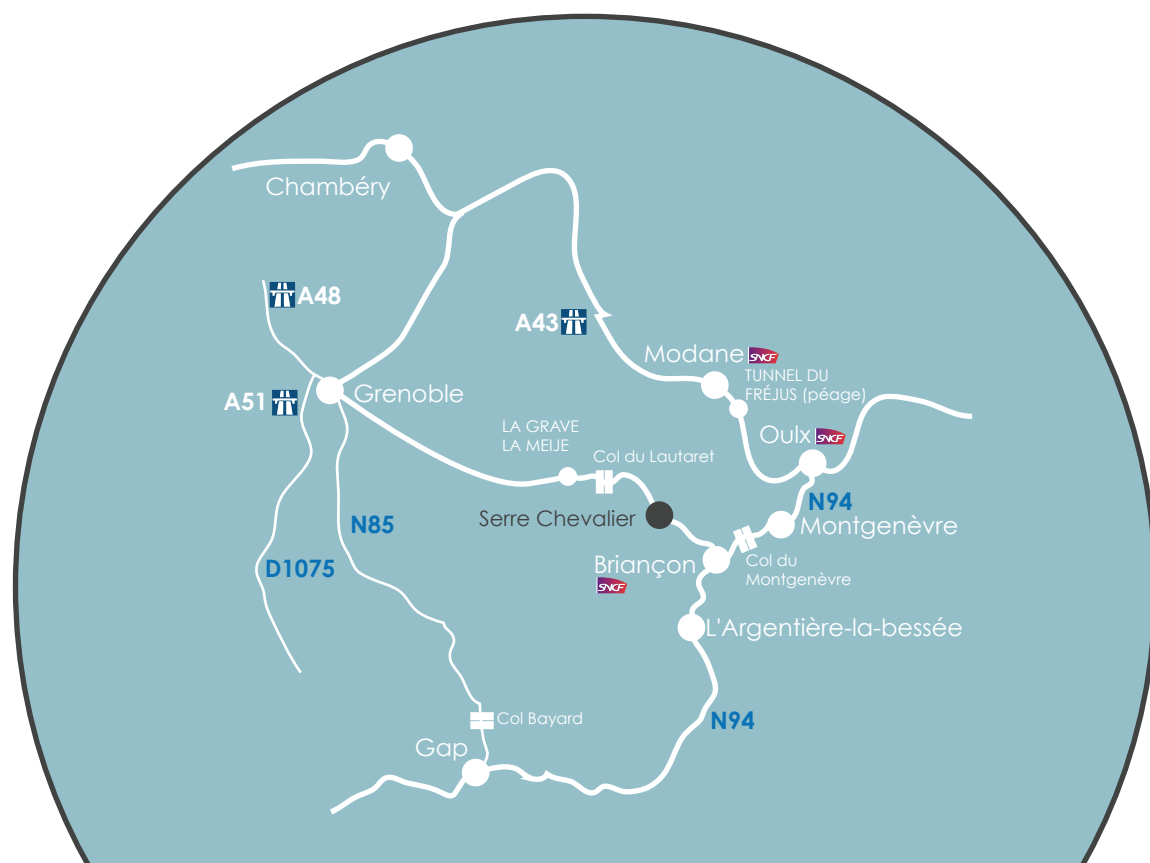 Chambéry
A48
A43
Modane SNCF
TUNNEL DU
FRÉJUS (péage)
A51
Grenoble
LA GRAVE
LA MEIJE
Oulx SNCF
Col du Lautaret
N94
Serre Chevalier
N85
Montgenèvre
Briançon
SNCF
Col du
Montgenèvre
D1075
L'Argentière-la-bessée
Col Bayard
N94
Gap